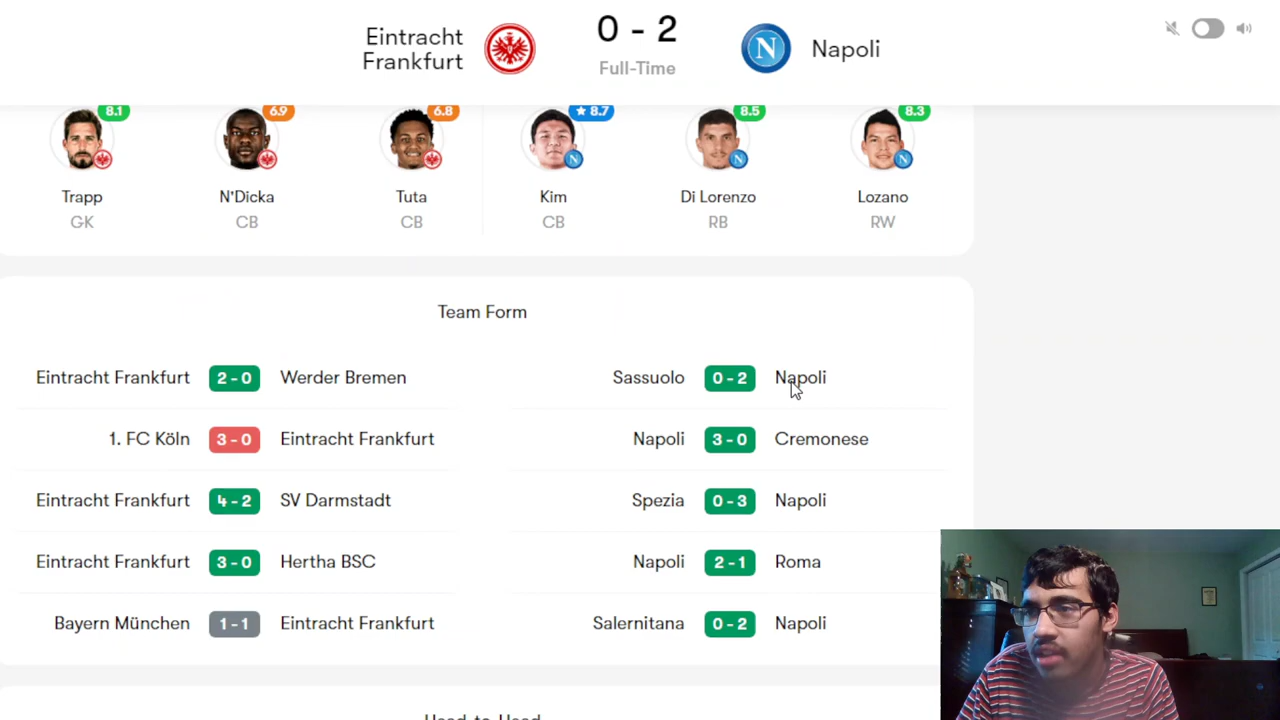 Eintracht Frankfurt
0 - 2
Full-Time
N
Napoli
8.1
6.9
6.8
8.7
8.5
8.3
N
N
N
Trapp
N'Dicka
Tuta
Kim
Di Lorenzo
Lozano
GK
CB
CB
CB
RB
RW
Team Form
Eintracht Frankfurt 2 - 0 Werder Bremen
Sassuolo 0 - 2 Napoli
1. FC Köln 3 - 0 Eintracht Frankfurt
Napoli 3 - 0 Cremonese
Eintracht Frankfurt 4 - 2 SV Darmstadt
Spezia 0 - 3 Napoli
Eintracht Frankfurt 3 - 0 Hertha BSC
Napoli 2 - 1 Roma
Bayern München 1 - 1 Eintracht Frankfurt
Salernitana 0 - 2 Napoli